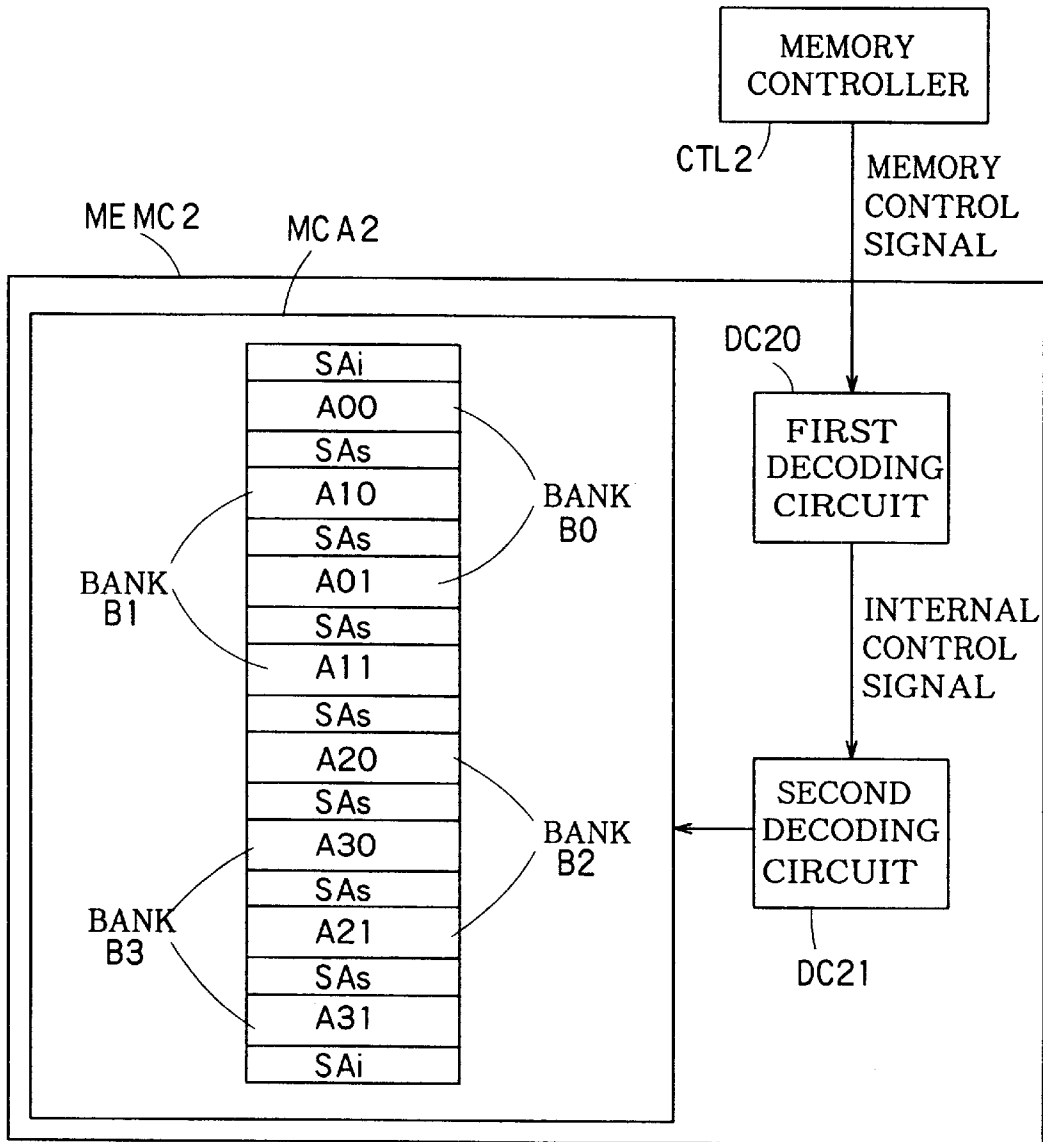 MEMORY
CONTROLLER
CTL2
MEMORY
CONTROL
SIGNAL
MEMC2
MCA2
DC20
FIRST
DECODING
CIRCUIT
INTERNAL
CONTROL
SIGNAL
SECOND
DECODING
CIRCUIT
DC21
SAi
A00
SAs
A10
SAs
A01
SAs
A11
SAs
A20
SAs
A30
SAs
A21
SAs
A31
SAi
BANK
B0
BANK
B1
BANK
B2
BANK
B3